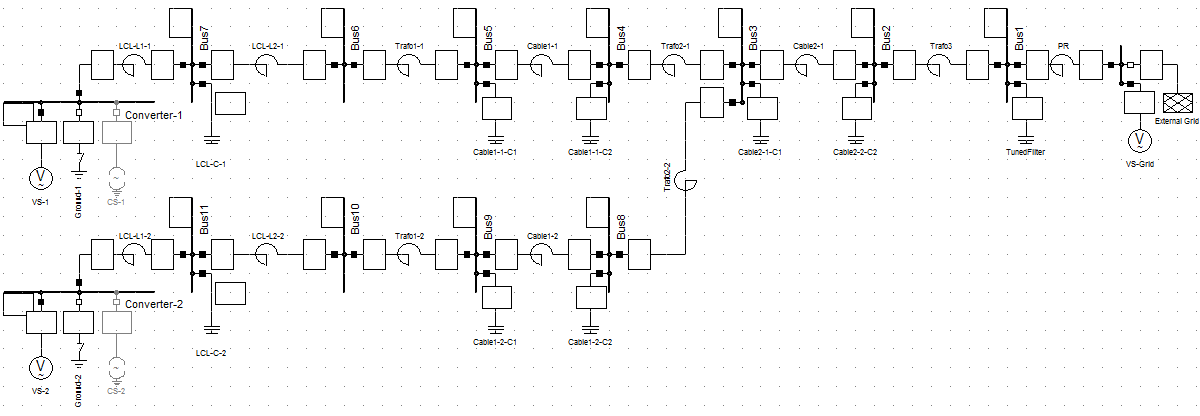 LCL-L1-1
Bus7
LCL-L2-1
Bus6
Trafo1-1
Bus5
Cable1-1
Bus4
Trafo2-1
Bus3
Cable2-1
Bus2
Trafo3
Bus1
PR
Converter-1
LCL-C-1
Cable1-1-C1
Cable1-1-C2
Cable2-1-C1
Cable2-2-C2
TunedFilter
External Grid
V
~
VS-Grid
V
~
VS-1
Ground-1
~
CS-1
Trafo2-2
LCL-L1-2
Bus11
LCL-L2-2
Bus10
Trafo1-2
Bus9
Cable1-2
Bus8
Converter-2
LCL-C-2
Cable1-2-C1
Cable1-2-C2
V
~
VS-2
Ground-2
~
CS-2